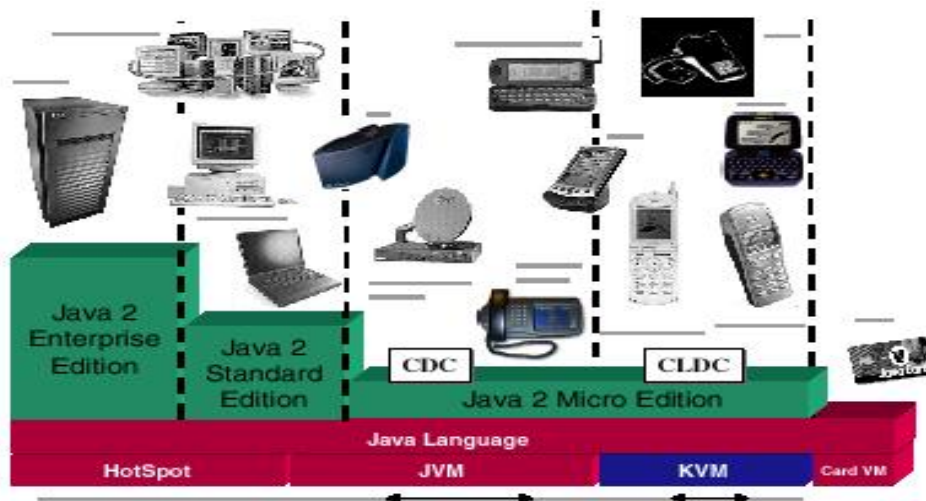 Java 2
Enterprise
Edition
Java 2
Standard
Edition
CDC
CLDC
Java 2 Micro Edition
Java Language
HotSpot
JVM
KVM
Card VM